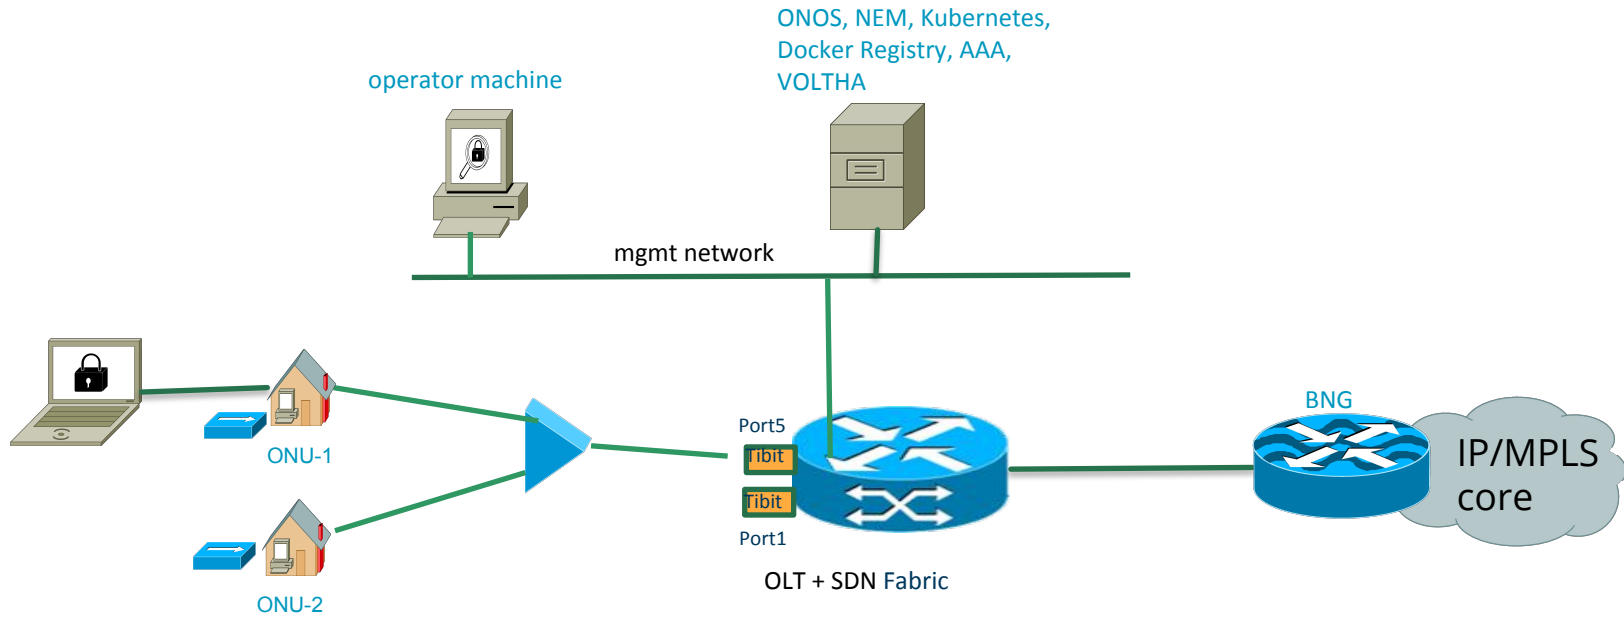 ONOS, NEM, Kubernetes,
Docker Registry, AAA,
VOLTHA
operator machine
mgmt network
Port5
Tibit
Tibit
Port1
OLT + SDN Fabric
ONU-1
ONU-2
BNG
IP/MPLS
core